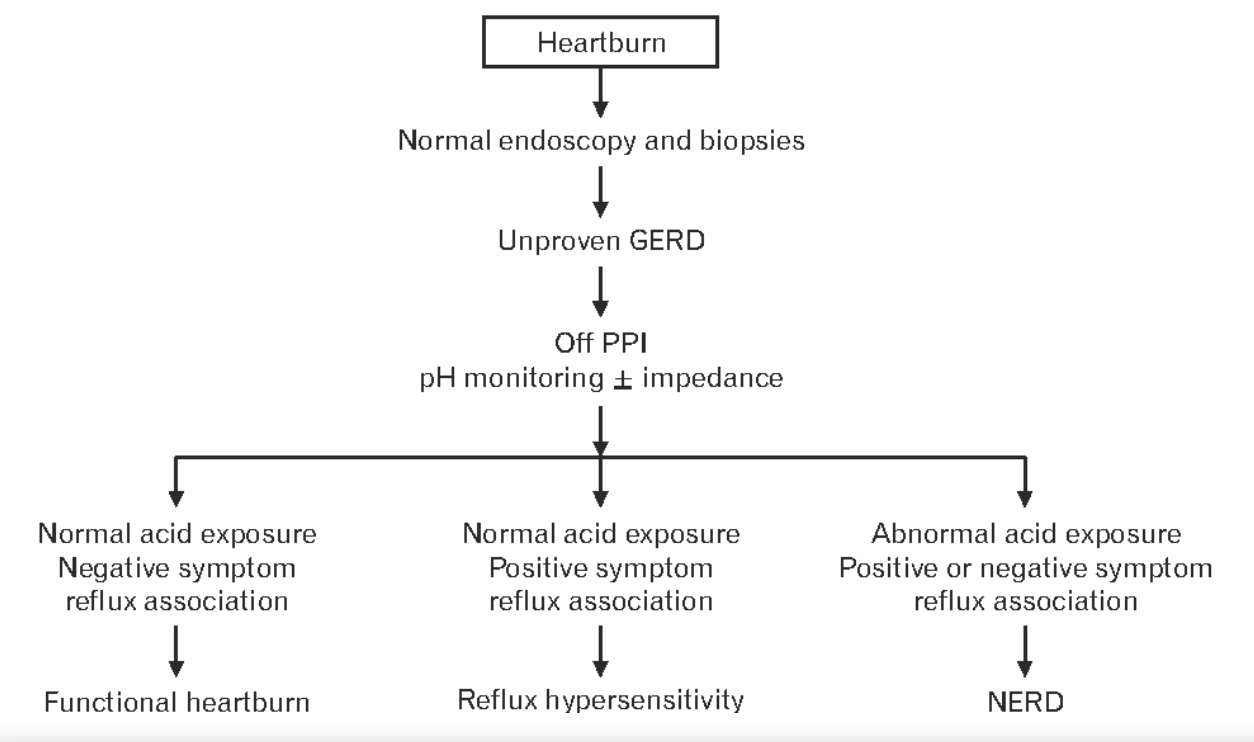 Heartburn
Normal endoscopy and biopsies
Unproven GERD
Off PPI
pH monitoring ± impedance
Normal acid exposure
Negative symptom
reflux association
Normal acid exposure
Positive symptom
reflux association
Abnormal acid exposure
Positive or negative symptom
reflux association
Functional heartburn
Reflux hypersensitivity
NERD